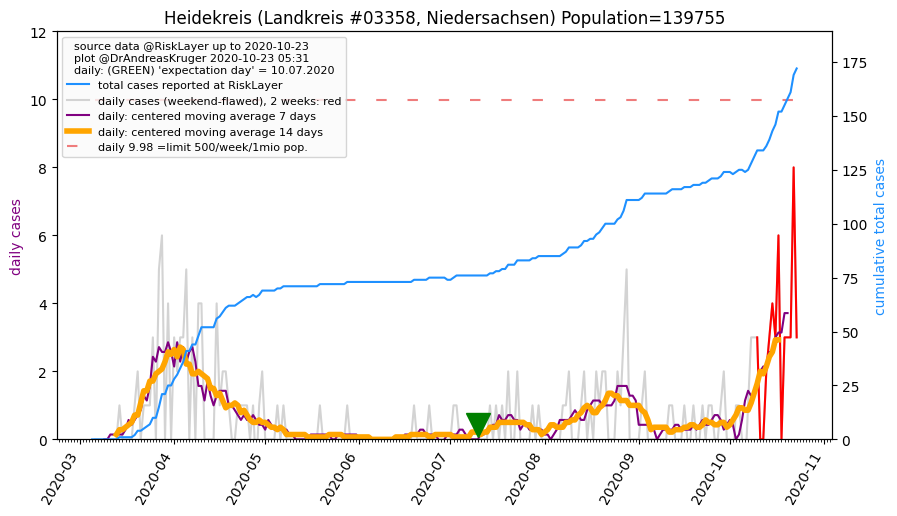 Heidekreis (Landkreis #03358, Niedersachsen) Population=139755
source data @RiskLayer up to 2020-10-23
plot @DrAndreasKruger 2020-10-23 05:31
daily: (GREEN) 'expectation day' = 10.07.2020
total cases reported at RiskLayer
daily cases (weekend-flawed), 2 weeks: red
daily: centered moving average 7 days
daily: centered moving average 14 days
daily 9.98 =limit 500/week/1mio pop.
daily cases
12
10
8
6
4
2
0
175
150
125
100
75
50
25
0
cumulative total cases
2020-03
2020-04
2020-05
2020-06
2020-07
2020-08
2020-09
2020-10
2020-11